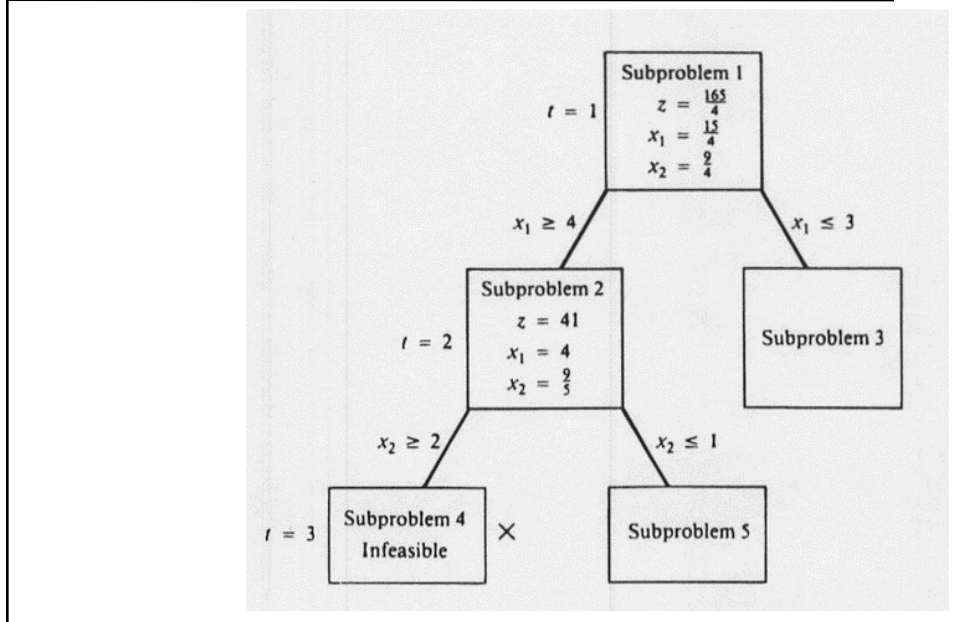 Subproblem 1
t = 1
z = 165/4
x₁ = 15/4
x₂ = 9/4
x₁ ≥ 4
x₁ ≤ 3
Subproblem 2
t = 2
z = 41
x₁ = 4
x₂ = 9/5
Subproblem 3
x₂ ≥ 2
x₂ ≤ 1
t = 3
Subproblem 4
Infeasible
×
Subproblem 5